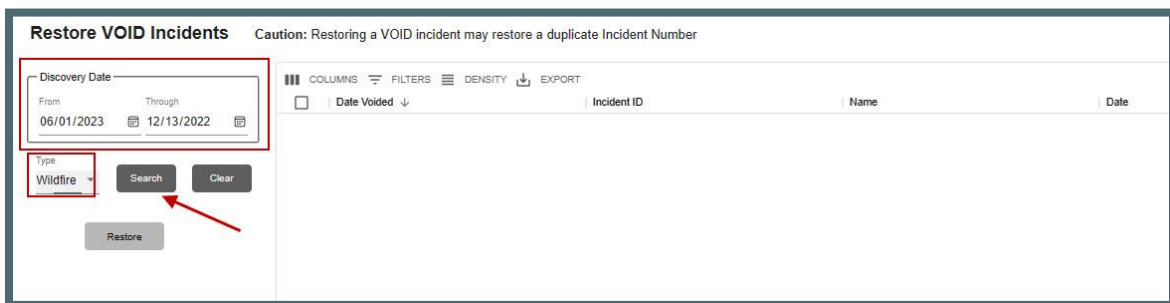 Restore VOID Incidents Caution: Restoring a VOID incident may restore a duplicate Incident Number
Discovery Date
From Through
06/01/2023 12/13/2022
Type
Wildfire Search Clear
Restore
COLUMNS FILTERS DENSITY EXPORT
Date Voided ↓ Incident ID Name Date